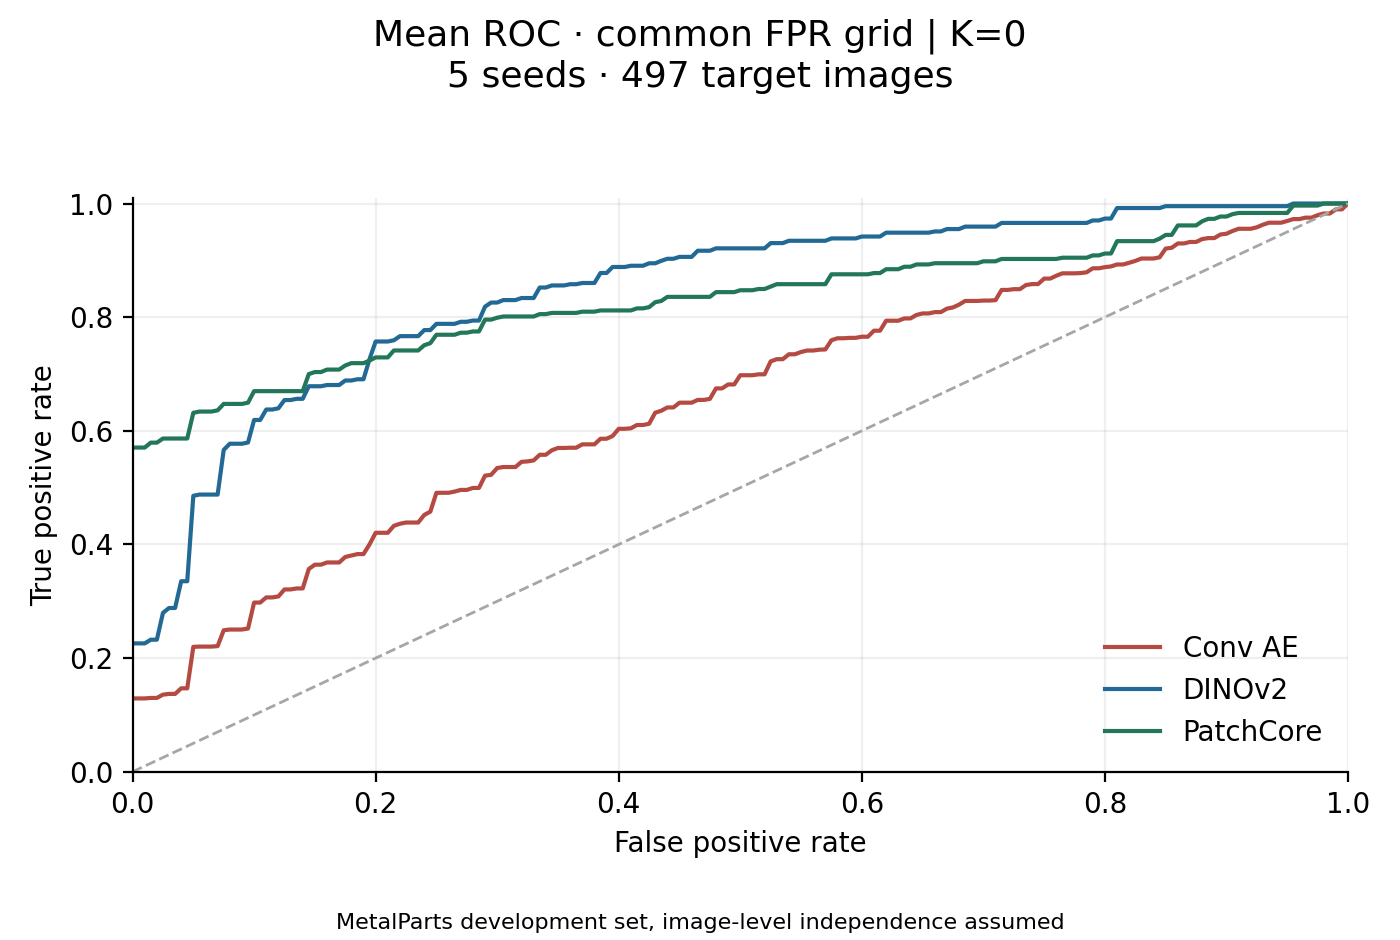 Mean ROC · common FPR grid | K=0
5 seeds · 497 target images
1.0
0.8
0.6
0.4
0.2
0.0
True positive rate
Conv AE
DINOv2
PatchCore
0.0 0.2 0.4 0.6 0.8 1.0
False positive rate
MetalParts development set, image-level independence assumed